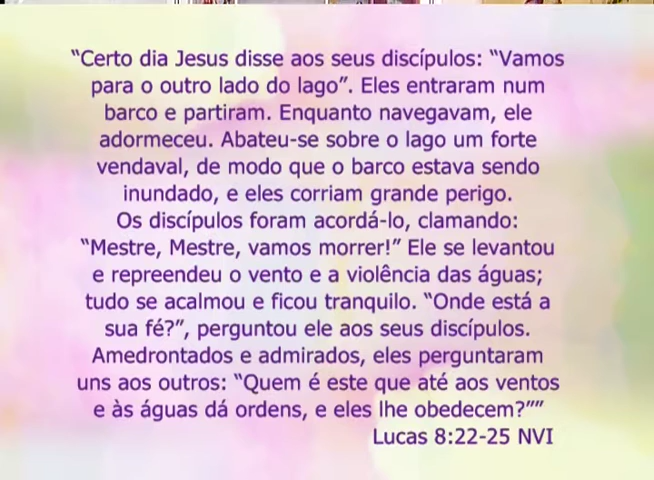 “Certo dia Jesus disse aos seus discípulos: “Vamos
para o outro lado do lago”. Eles entraram num
barco e partiram. Enquanto navegavam, ele
adormeceu. Abateu-se sobre o lago um forte
vendaval, de modo que o barco estava sendo
inundado, e eles corriam grande perigo.
Os discípulos foram acordá-lo, clamando:
“Mestre, Mestre, vamos morrer!” Ele se levantou
e repreendeu o vento e a violência das águas;
tudo se acalmou e ficou tranquilo. “Onde está a
sua fé?”, perguntou ele aos seus discípulos.
Amedrontados e admirados, eles perguntaram
uns aos outros: “Quem é este que até aos ventos
e às águas dá ordens, e eles lhe obedecem?””
Lucas 8:22-25 NVI